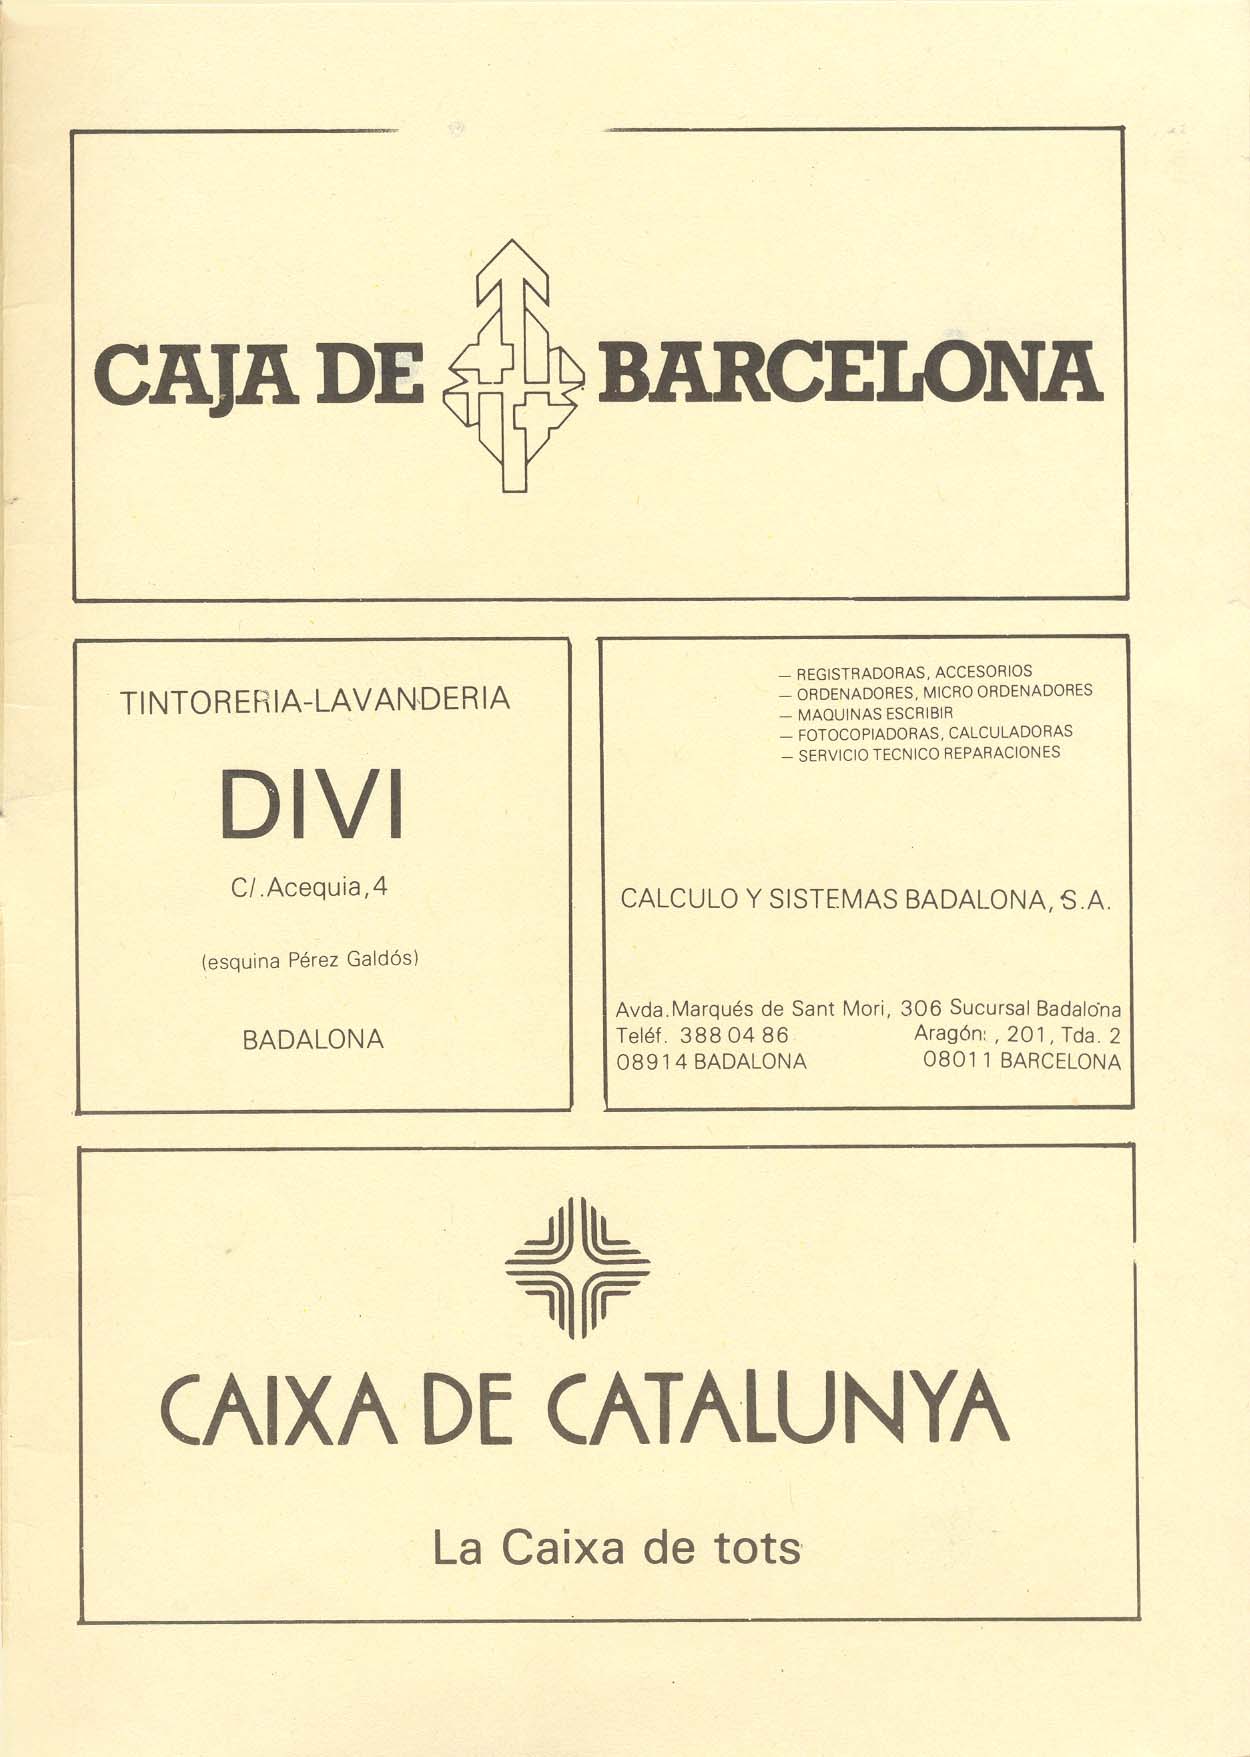 CAJA DE BARCELONA
TINTORERIA-LAVANDERIA
DIVI
C/.Acequia,4
(esquina Pérez Galdós)
BADALONA
— REGISTRADORAS, ACCESORIOS
— ORDENADORES, MICRO ORDENADORES
— MAQUINAS ESCRIBIR
— FOTOCOPIADORAS, CALCULADORAS
— SERVICIO TECNICO REPARACIONES
CALCULO Y SISTEMAS BADALONA, S.A.
Avda.Marqués de Sant Mori, 306 Sucursal Badalona
Teléf. 388 04 86 Aragón: , 201, Tda. 2
08914 BADALONA 08011 BARCELONA
CAIXA DE CATALUNYA
La Caixa de tots